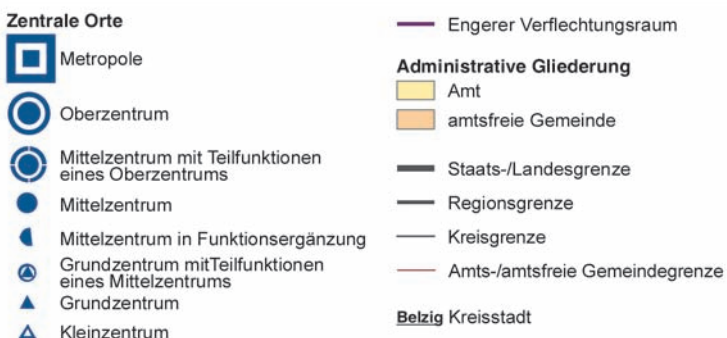 Zentrale Orte
Metropole
Oberzentrum
Mittelzentrum mit Teilfunktionen
eines Oberzentrums
Mittelzentrum
Mittelzentrum in Funktionsergänzung
Grundzentrum mitTeilfunktionen
eines Mittelzentrums
Grundzentrum
Kleinzentrum
Engerer Verflechtungsraum
Administrative Gliederung
Amt
amtsfreie Gemeinde
Staats-/Landesgrenze
Regionsgrenze
Kreisgrenze
Amts-/amtsfreie Gemeindegrenze
Belzig Kreisstadt